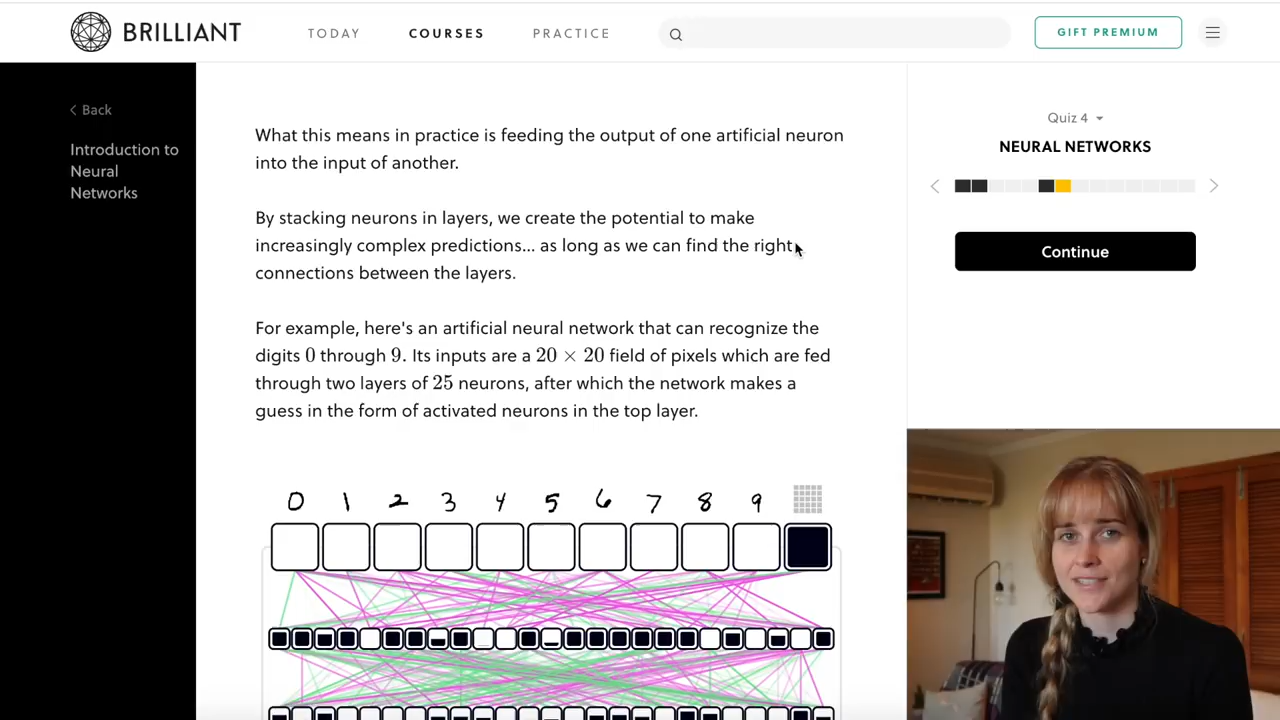 BRILLIANT
TODAY
COURSES
PRACTICE
GIFT PREMIUM
Back
Introduction to
Neural
Networks
What this means in practice is feeding the output of one artificial neuron
into the input of another.
By stacking neurons in layers, we create the potential to make
increasingly complex predictions... as long as we can find the right
connections between the layers.
For example, here's an artificial neural network that can recognize the
digits 0 through 9. Its inputs are a 20 × 20 field of pixels which are fed
through two layers of 25 neurons, after which the network makes a
guess in the form of activated neurons in the top layer.
0 1 2 3 4 5 6 7 8 9
Quiz 4
NEURAL NETWORKS
Continue